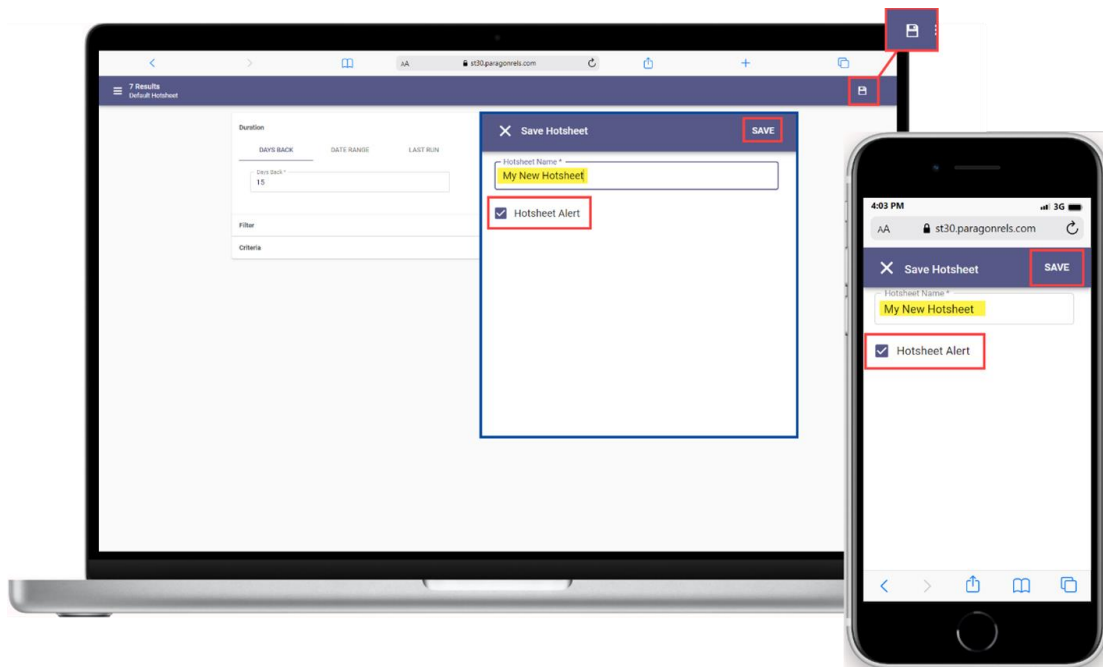 AA st30.paragonrels.com
7 Results
Default Hotsheet
Duration
DAYS BACK DATE RANGE LAST RUN
Days Back *
15
Filter
Criteria
Save Hotsheet SAVE
Hotsheet Name *
My New Hotsheet
Hotsheet Alert
4:03 PM 3G
AA st30.paragonrels.com
Save Hotsheet SAVE
Hotsheet Name *
My New Hotsheet
Hotsheet Alert